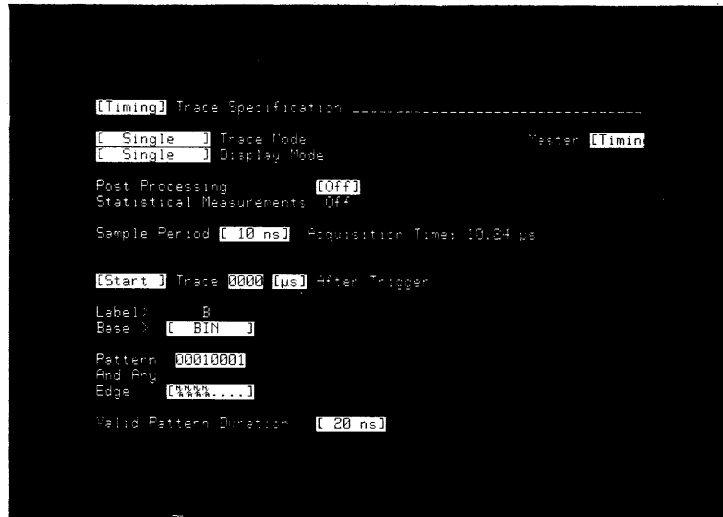 [Timing] Trace Specification
[ Single ] Trace Mode Master [Timin
[ Single ] Display Mode
Post Processing [Off]
Statistical Measurements Off
Sample Period [ 10 ns] Acquisition Time: 10.24 µs
[Start ] Trace 0000 [µs] After Trigger
Label> B
Base > [ BIN ]
Pattern 00010001
And Any
Edge [....]
Valid Pattern Duration [ 20 ns]